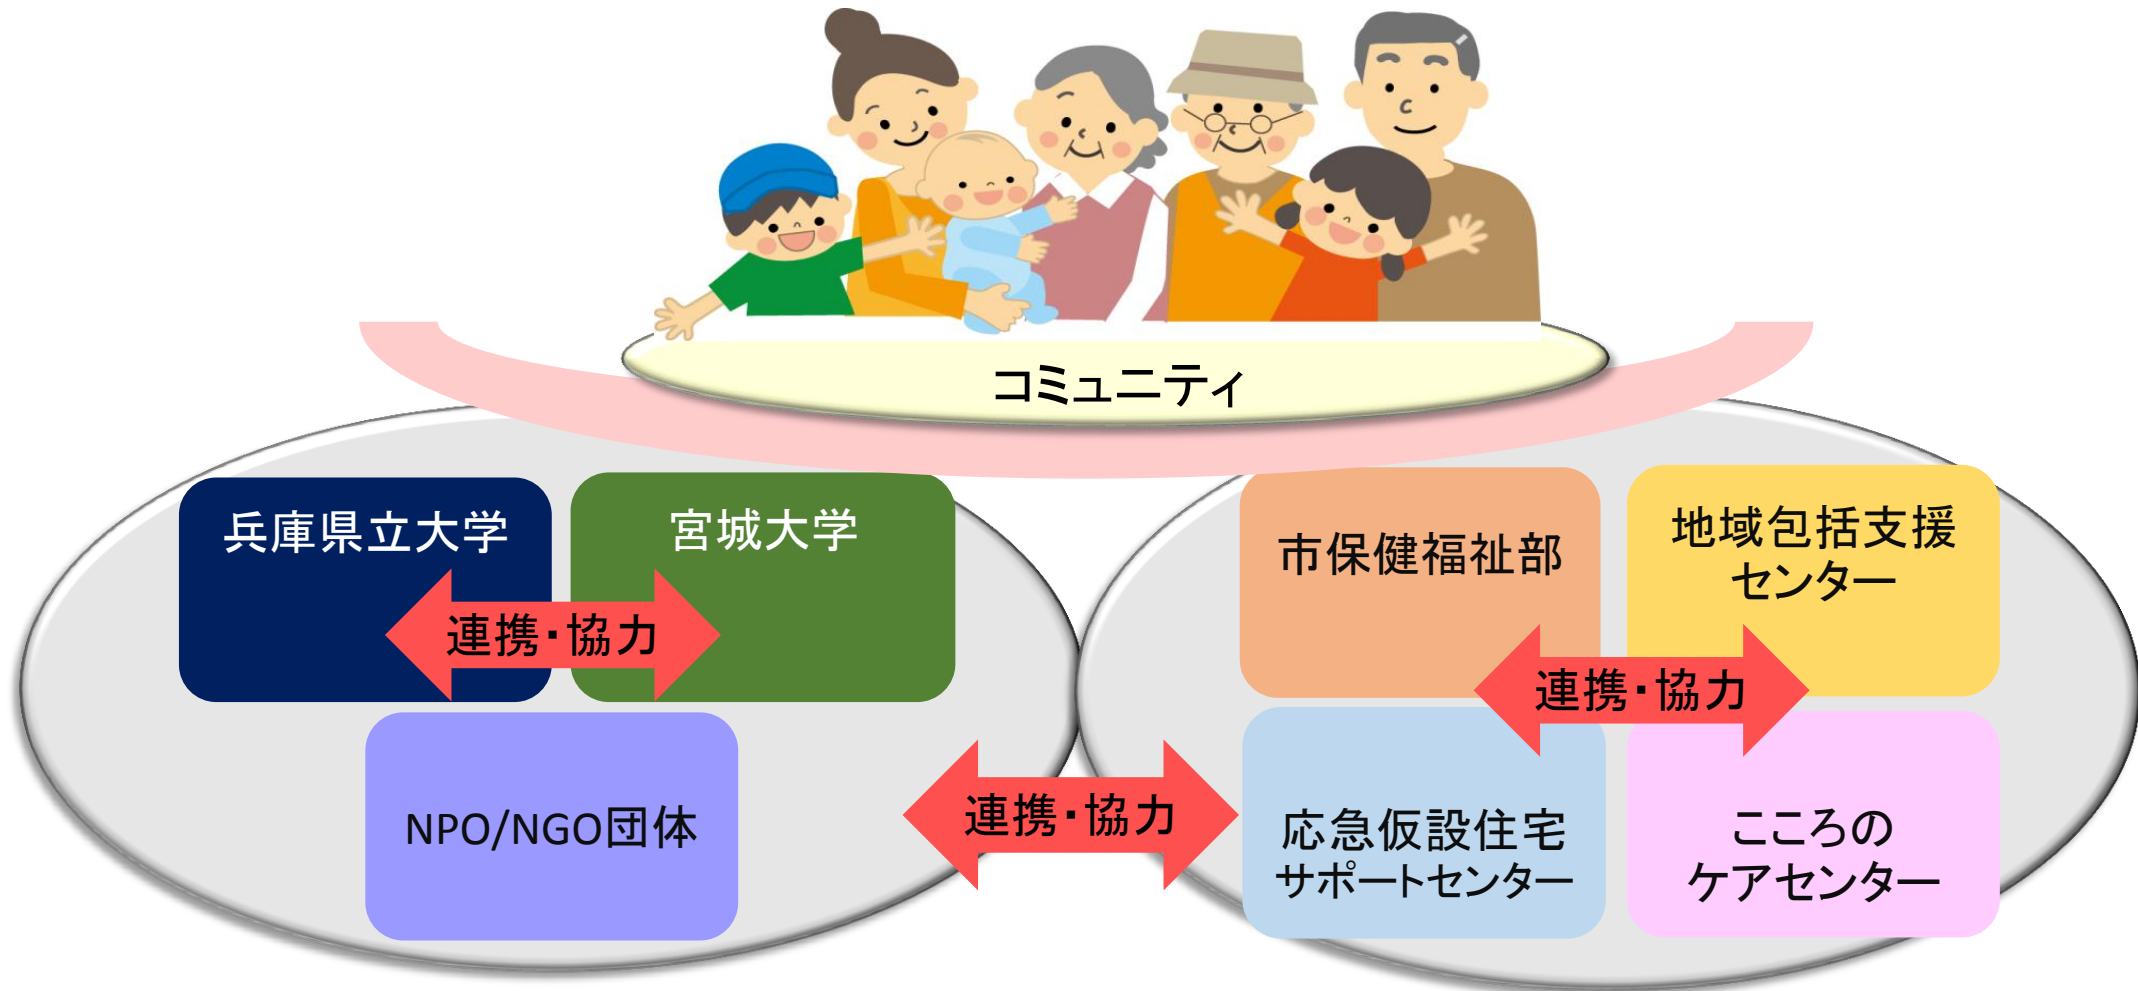 コミュニティ
兵庫県立大学
宮城大学
連携・協力
NPO/NGO団体
連携・協力
市保健福祉部
地域包括支援
センター
連携・協力
応急仮設住宅
サポートセンター
こころの
ケアセンター